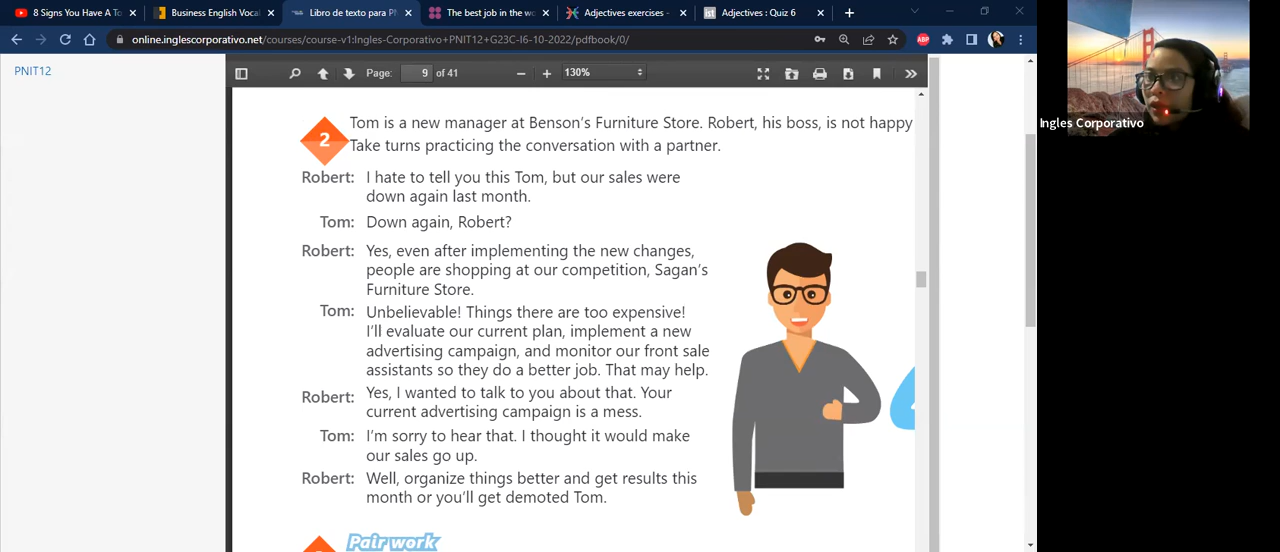 8 Signs You Have A To
Business English Vocal
Libro de texto para PN
The best job in the wo
Adjectives exercises -
Adjectives : Quiz 6
online.inglescorporativo.net/courses/course-v1:Ingles-Corporativo+PNIT12+G23C-I6-10-2022/pdfbook/0/
ABP
PNIT12
Page: 9 of 41
130%
Ingles Corporativo
2
Tom is a new manager at Benson's Furniture Store. Robert, his boss, is not happy
Take turns practicing the conversation with a partner.
Robert: I hate to tell you this Tom, but our sales were
down again last month.
Tom: Down again, Robert?
Robert: Yes, even after implementing the new changes,
people are shopping at our competition, Sagan's
Furniture Store.
Tom: Unbelievable! Things there are too expensive!
I'll evaluate our current plan, implement a new
advertising campaign, and monitor our front sale
assistants so they do a better job. That may help.
Robert: Yes, I wanted to talk to you about that. Your
current advertising campaign is a mess.
Tom: I'm sorry to hear that. I thought it would make
our sales go up.
Robert: Well, organize things better and get results this
month or you'll get demoted Tom.
Pair work